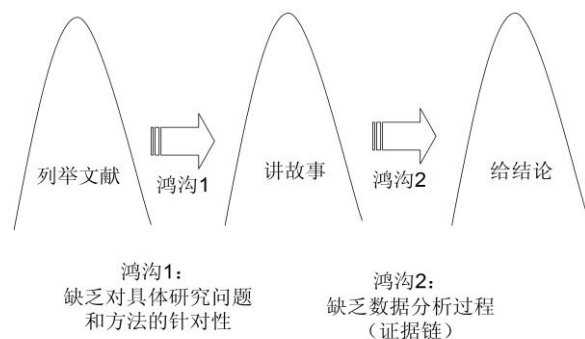 列举文献
鸿沟1
讲故事
鸿沟2
给结论
鸿沟1：
缺乏对具体研究问题
和方法的针对性
鸿沟2：
缺乏数据分析过程
（证据链）